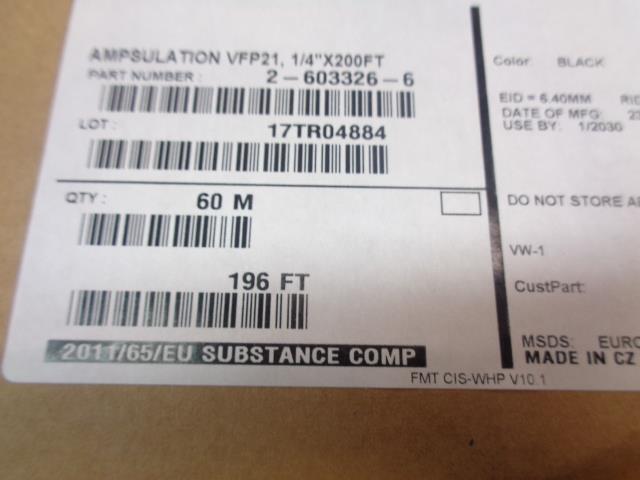 AMPSULATION VFP21, 1/4"X200FT
PART NUMBER : 2-603326-6
LOT : 17TR04884
QTY : 60 M
196 FT
2011/65/EU SUBSTANCE COMP
Color: BLACK
EID = 6.40MM
DATE OF MFG: 
USE BY: 1/2030
DO NOT STORE
VW-1
CustPart:
MSDS: EURO
MADE IN CZ
FMT CIS-WHP V10.1